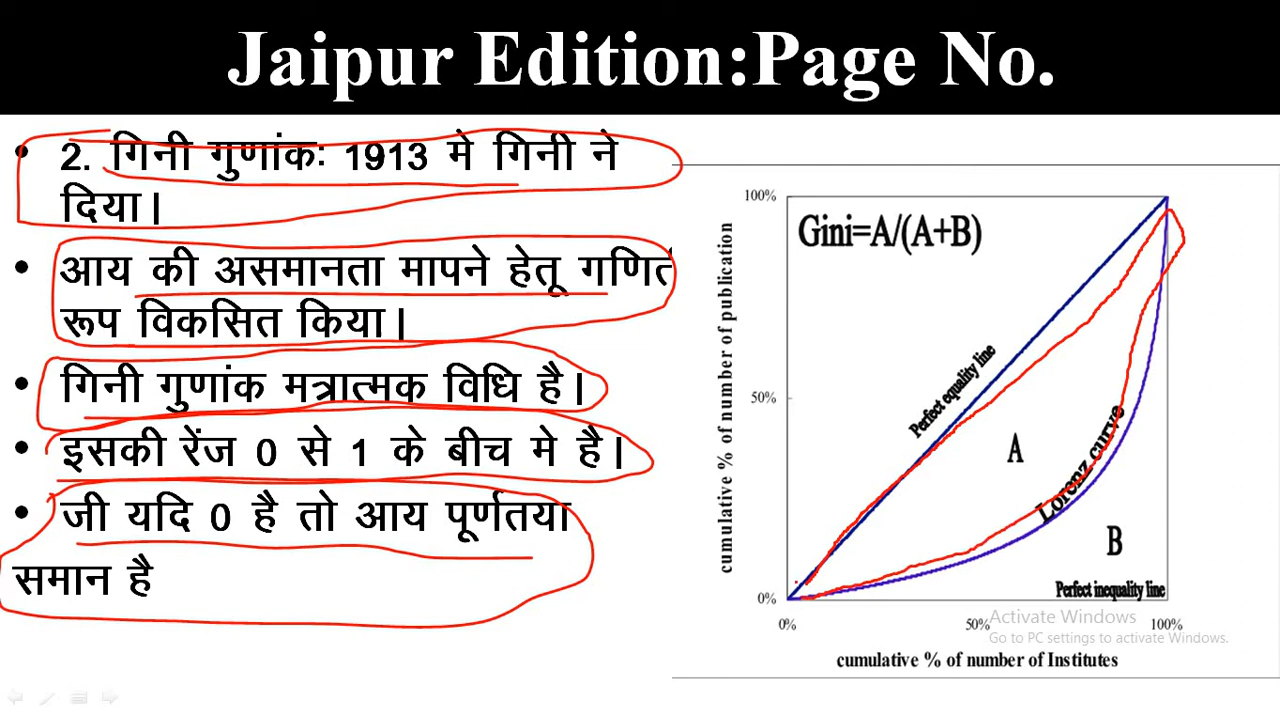 Jaipur Edition:Page No.
• 2. गिनी गुणांकः 1913 मे गिनी ने
दिया।
• आय की असमानता मापने हेतू गणित
रूप विकसित किया।
• गिनी गुणांक मत्रात्मक विधि है।
• इसकी रेंज 0 से 1 के बीच मे है।
• जी यदि 0 है तो आय पूर्णतया
समान है
100%
Gini=A/(A+B)
cumulative % of number of publication
Perfect equality line
50%
A
Lorenz curve
B
Perfect inequality line
0%
0%
50%
100%
cumulative % of number of Institutes
Activate Windows
Go to PC settings to activate Windows.